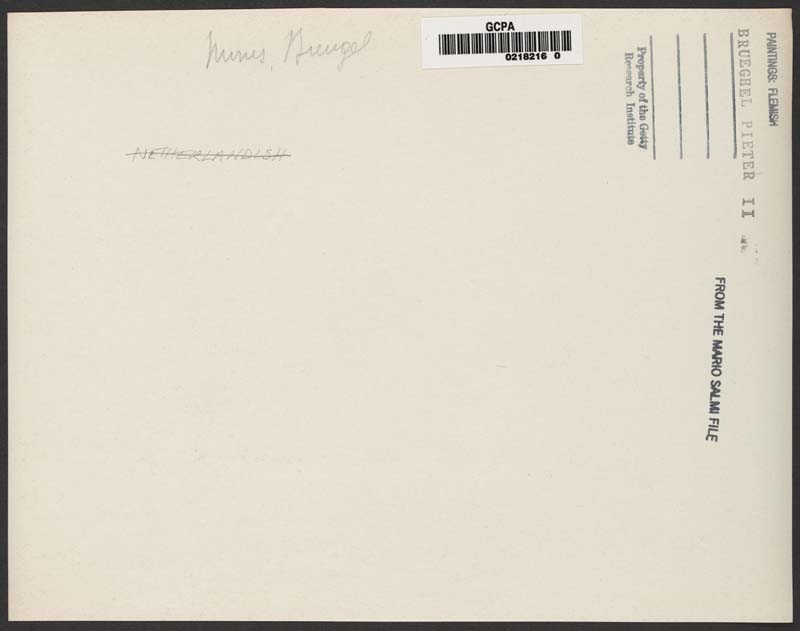 Bruegel
GCPA
0218216 0
NETHERLANDISH
PAINTINGS: FLEMISH
BRUEGHEL PIETER II
Property of the Getty
Research Institute
FROM THE MARIO SALMI FILE